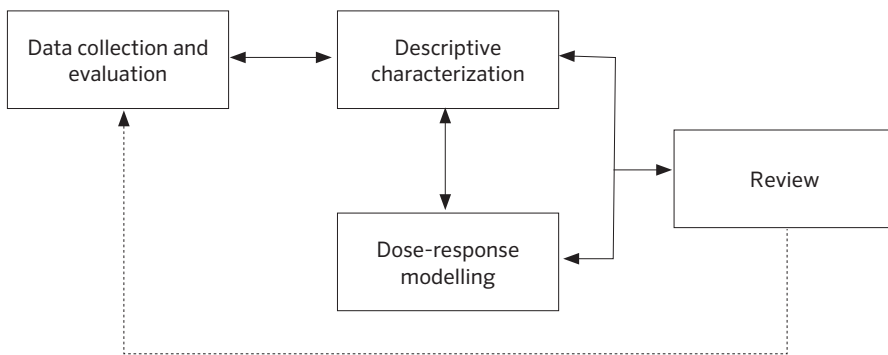 Data collection and
evaluation
Descriptive
characterization
Review
Dose-response
modelling